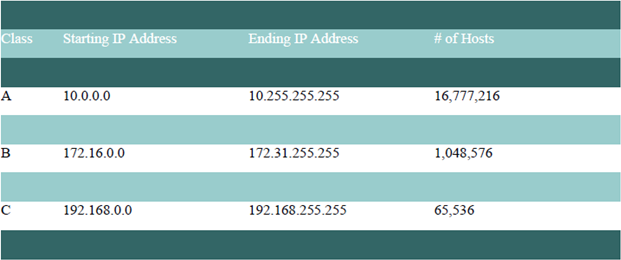 Class Starting IP Address Ending IP Address # of Hosts
A 10.0.0.0 10.255.255.255 16,777,216
B 172.16.0.0 172.31.255.255 1,048,576
C 192.168.0.0 192.168.255.255 65,536